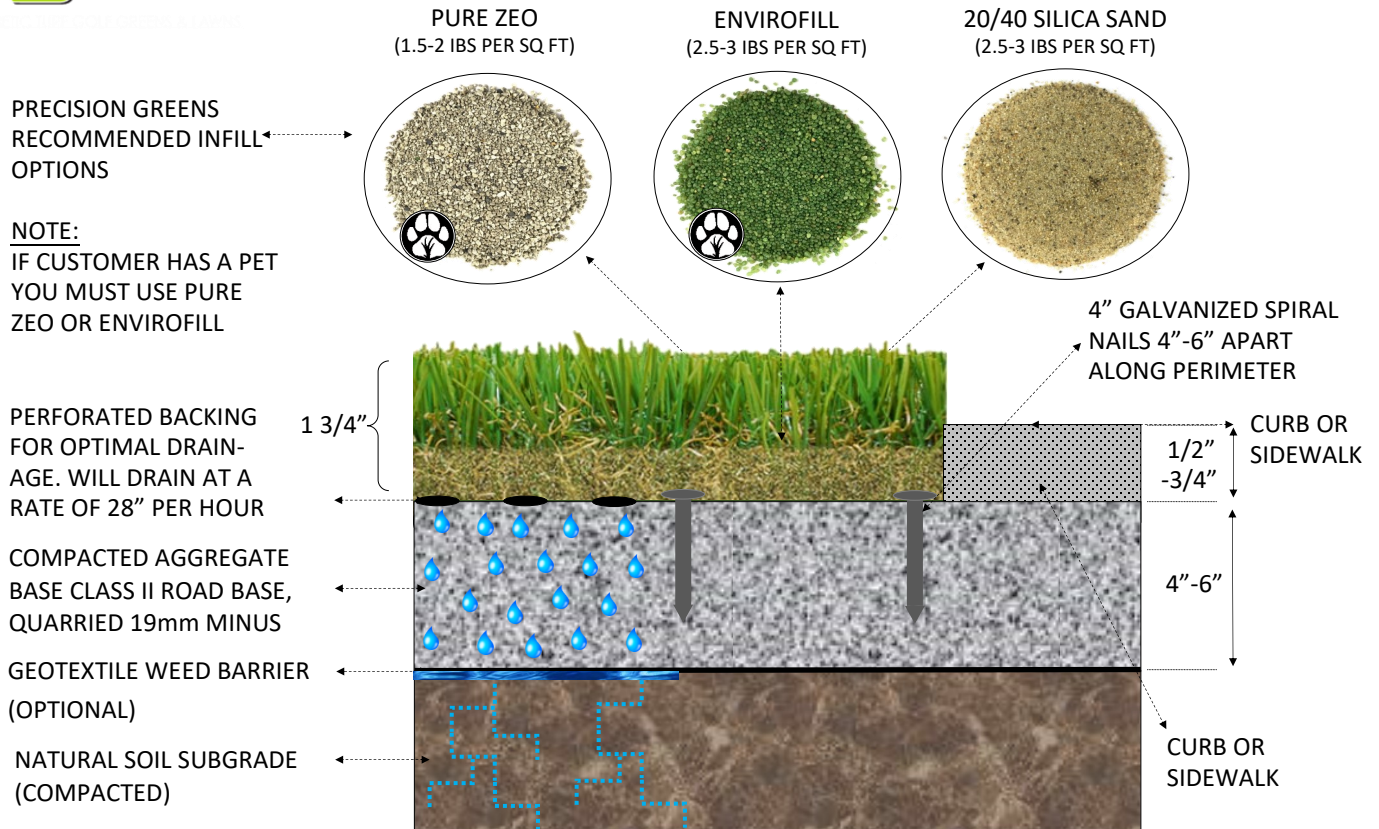 PURE ZEO
(1.5-2 IBS PER SQ FT)
ENVIROFILL
(2.5-3 IBS PER SQ FT)
20/40 SILICA SAND
(2.5-3 IBS PER SQ FT)
PRECISION GREENS
RECOMMENDED INFILL
OPTIONS
NOTE:
IF CUSTOMER HAS A PET
YOU MUST USE PURE
ZEO OR ENVIROFILL
4” GALVANIZED SPIRAL
NAILS 4”-6” APART
ALONG PERIMETER
1 3/4”
PERFORATED BACKING
FOR OPTIMAL DRAIN-
AGE. WILL DRAIN AT A
RATE OF 28” PER HOUR
CURB OR
SIDEWALK
1/2”
-3/4”
COMPACTED AGGREGATE
BASE CLASS II ROAD BASE,
QUARRIED 19mm MINUS
4”-6”
GEOTEXTILE WEED BARRIER
(OPTIONAL)
NATURAL SOIL SUBGRADE
(COMPACTED)
CURB OR
SIDEWALK